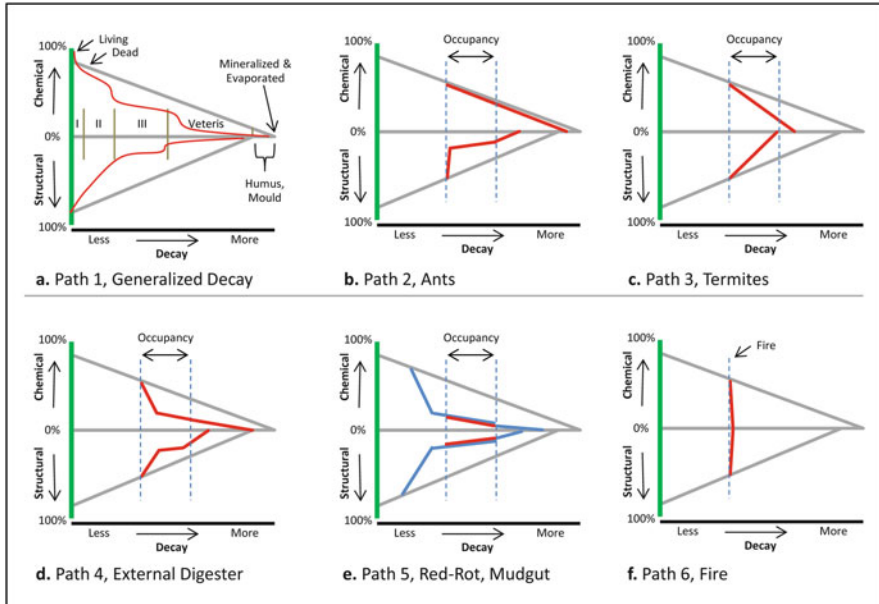 100%
Living
Dead
Mineralized &
Evaporated
Chemical
I
II
III
Veteris
0%
Structural
Humus,
Mould
100%
Less
More
Decay
a. Path 1, Generalized Decay
Occupancy
100%
Chemical
0%
Structural
100%
Less
More
Decay
b. Path 2, Ants
Occupancy
100%
Chemical
0%
Structural
100%
Less
More
Decay
c. Path 3, Termites
Occupancy
100%
Chemical
0%
Structural
100%
Less
More
Decay
d. Path 4, External Digester
Occupancy
100%
Chemical
0%
Structural
100%
Less
More
Decay
e. Path 5, Red-Rot, Mudgut
Fire
100%
Chemical
0%
Structural
100%
Less
More
Decay
f. Path 6, Fire